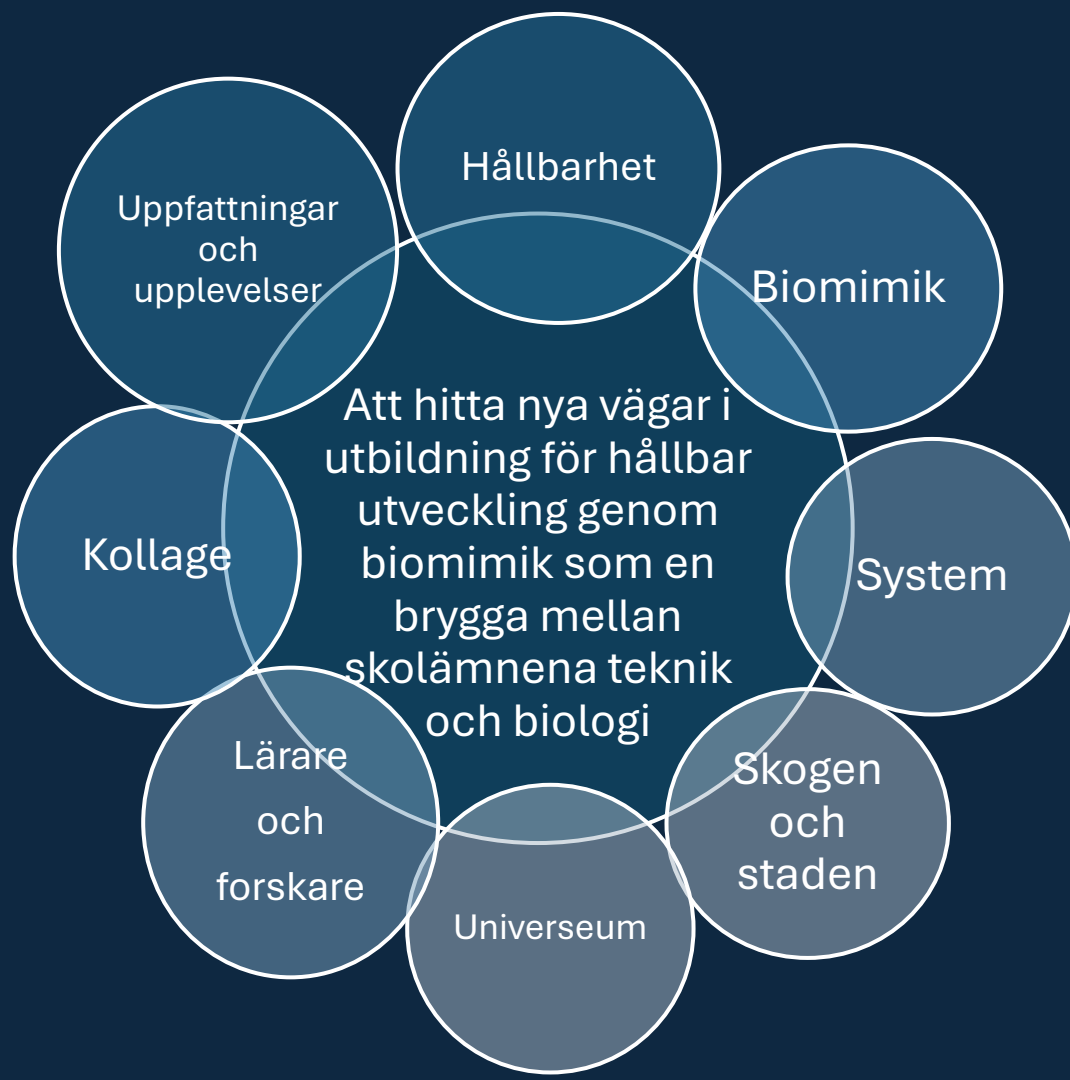 Hållbarhet
Uppfattningar
och
upplevelser
Biomimik
Att hitta nya vägar i
utbildning för hållbar
utveckling genom
biomimik som en
brygga mellan
skolämnena teknik
och biologi
Kollage
System
Lärare
och
forskare
Skogen
och
staden
Universeum